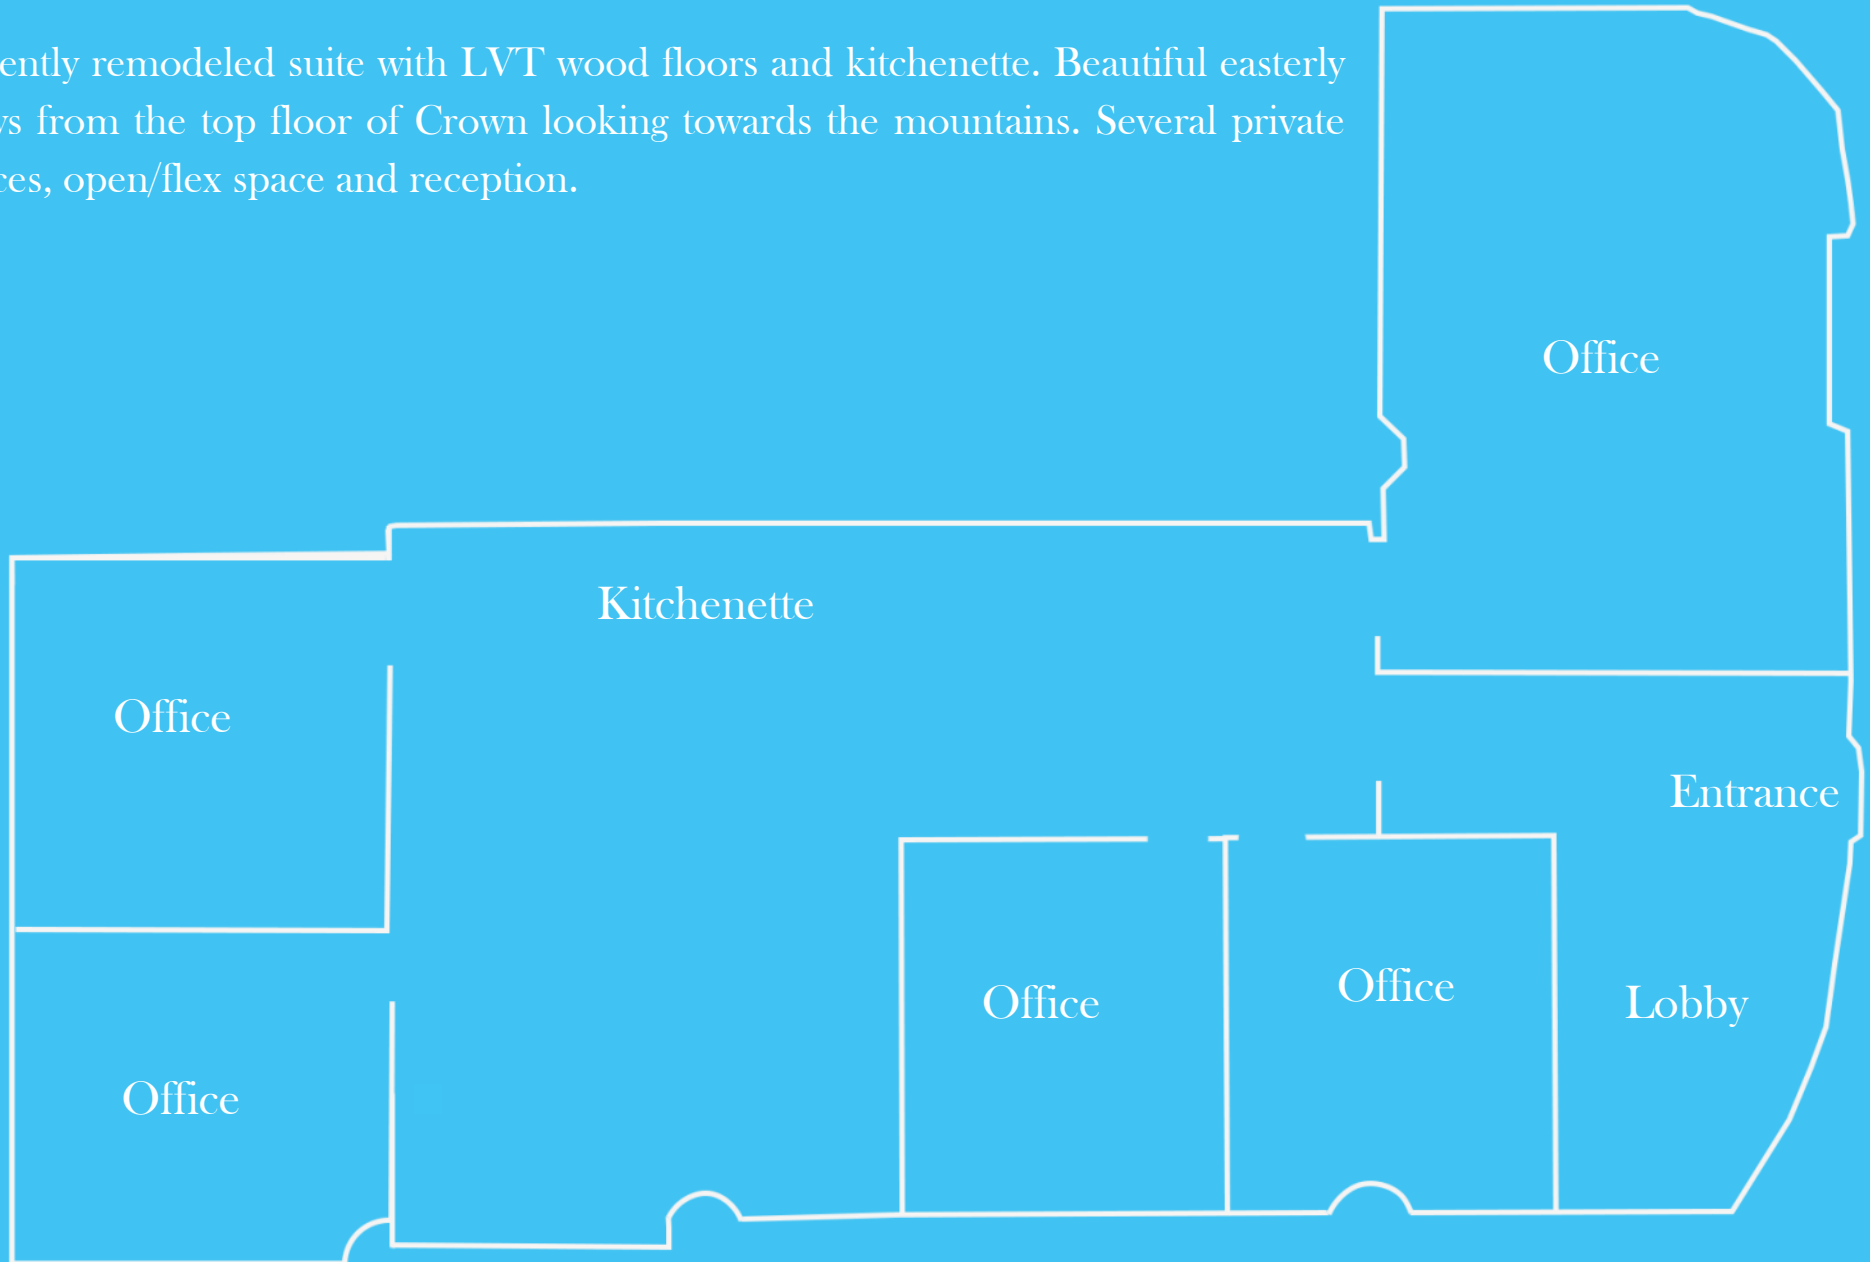 ently remodeled suite with LVT wood floors and kitchenette. Beautiful easterly
s from the top floor of Crown looking towards the mountains. Several private
ces, open/flex space and reception.
Office
Kitchenette
Office
Entrance
Office
Office
Lobby
Office